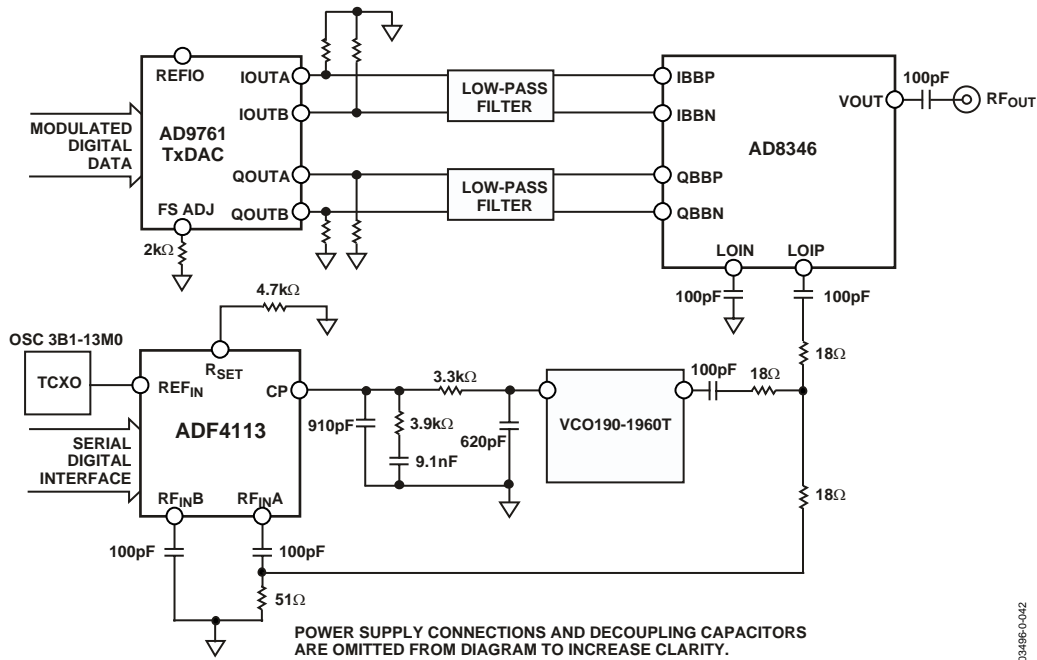 REFIO
IOUTA
IOUTB
MODULATED
DIGITAL
DATA
AD9761
TxDAC
QOUTA
FS ADJ
QOUTB
2kΩ
LOW-PASS
FILTER
LOW-PASS
FILTER
IBBP
IBBN
QBBP
QBBN
AD8346
VOUT
100pF
RFOUT
LOIN
LOIP
100pF
100pF
18Ω
4.7kΩ
OSC 3B1-13M0
TCXO
REFIN
RSET
CP
ADF4113
SERIAL
DIGITAL
INTERFACE
RFINB
RFINA
100pF
100pF
51Ω
910pF
3.9kΩ
9.1nF
3.3kΩ
620pF
VCO190-1960T
100pF
18Ω
18Ω
POWER SUPPLY CONNECTIONS AND DECOUPLING CAPACITORS
ARE OMITTED FROM DIAGRAM TO INCREASE CLARITY.
03496-0-042